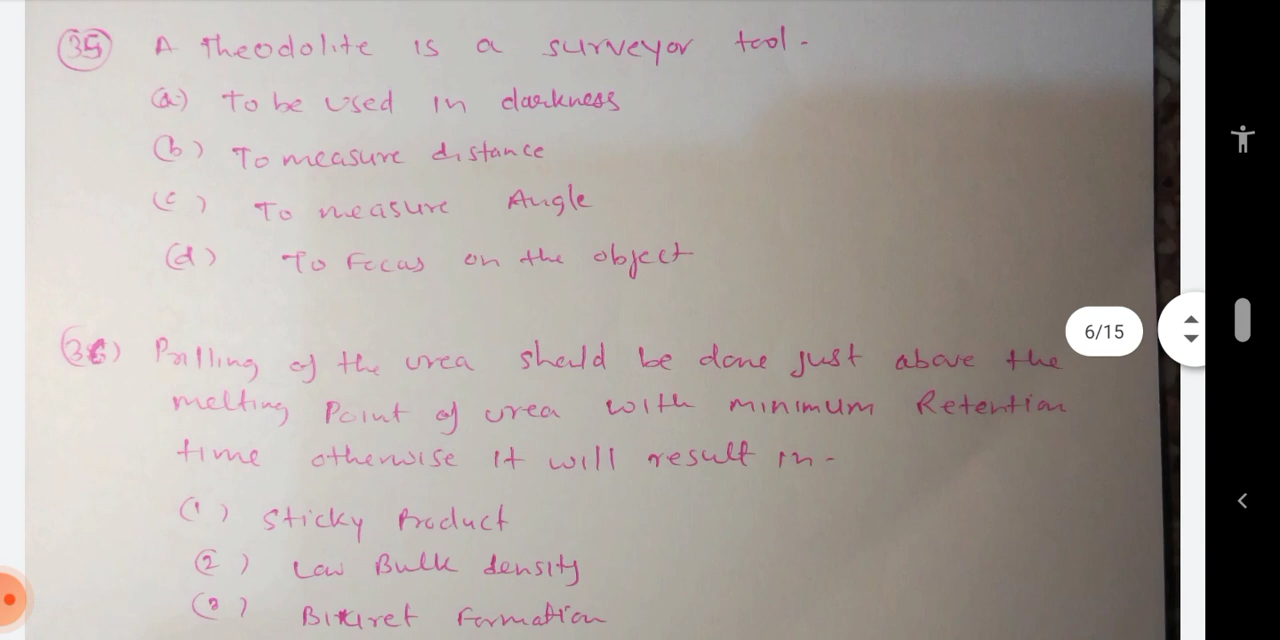 35 A Theodolite is a surveyor tool -
(a) To be used in darkness
(b) To measure distance
(c) To measure Angle
(d) To Focus on the object
36) Prilling of the urea should be done just above the
melting Point of urea with minimum Retention
time otherwise it will result in -
(1) Sticky Product
(2) Low Bulk density
(3) Biuret Formation
6/15